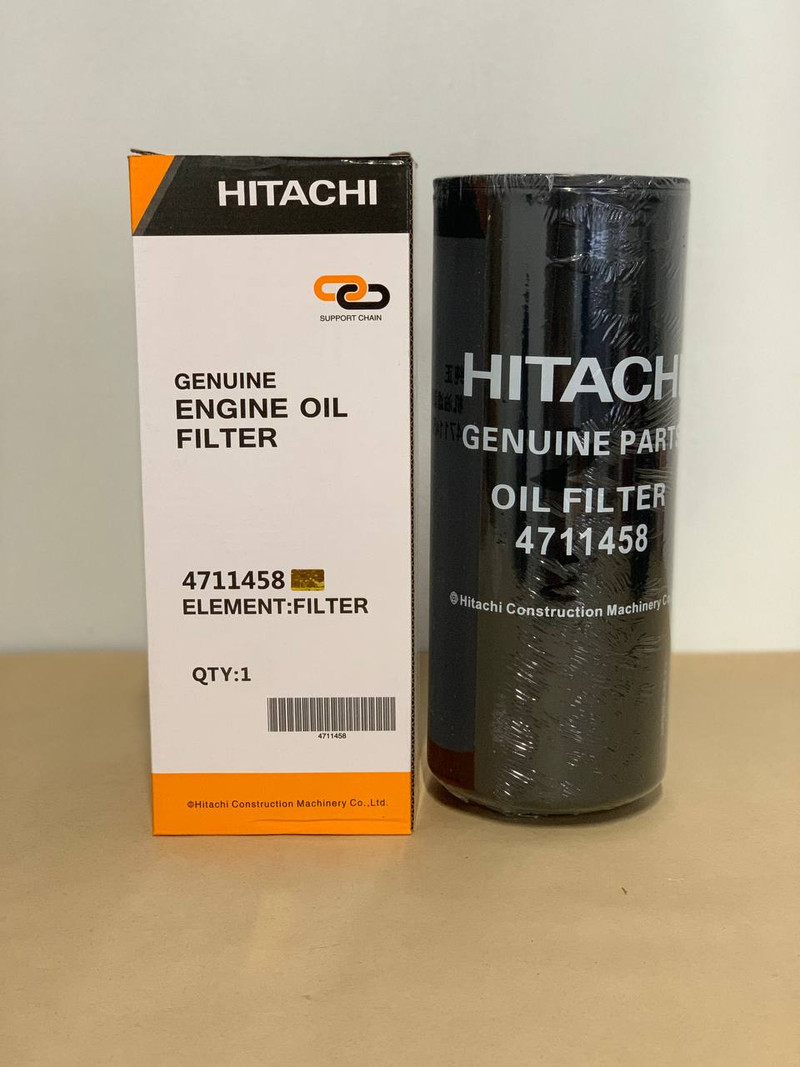 HITACHI
SUPPORT CHAIN
GENUINE
ENGINE OIL
FILTER
4711458
ELEMENT:FILTER
QTY:1
4711458
©Hitachi Construction Machinery Co.,Ltd.
HITACHI
GENUINE PARTS
OIL FILTER
4711458
Hitachi Construction Machinery Co.